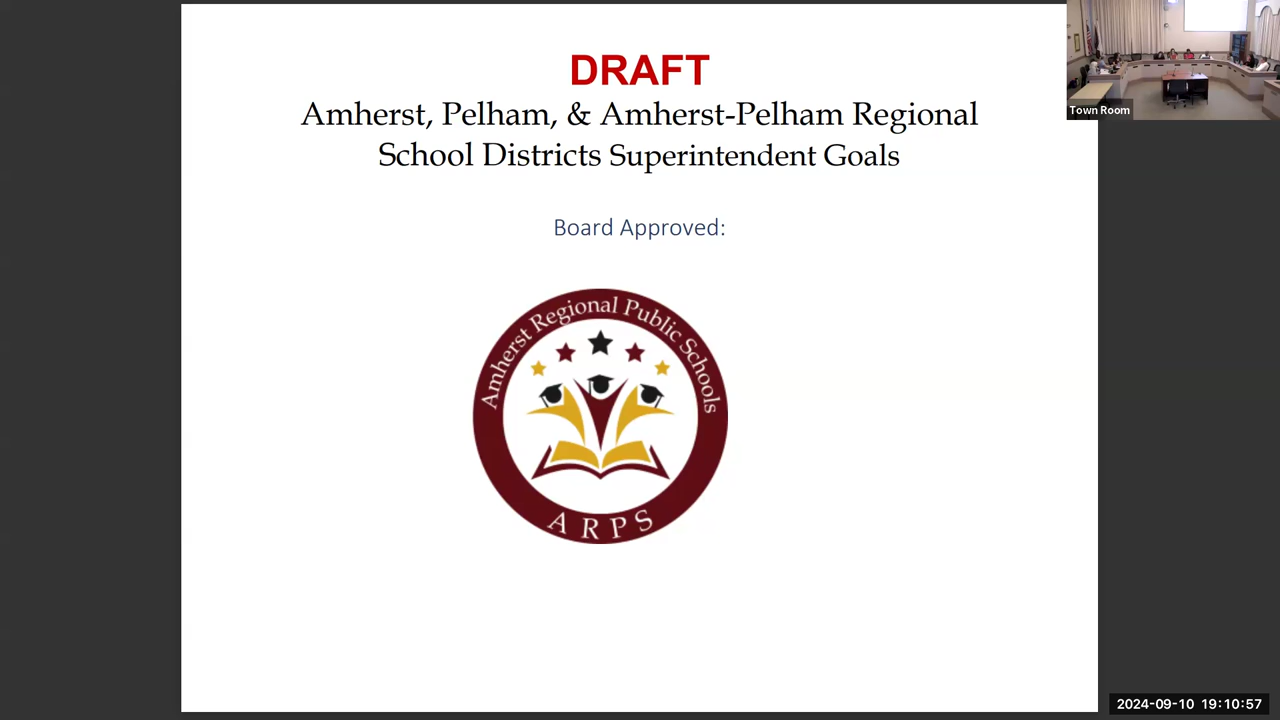 DRAFT
Amherst, Pelham, & Amherst-Pelham Regional
School Districts Superintendent Goals
Board Approved:
Amherst Regional Public Schools
ARPS
Town Room
2024-09-10 19:10:57